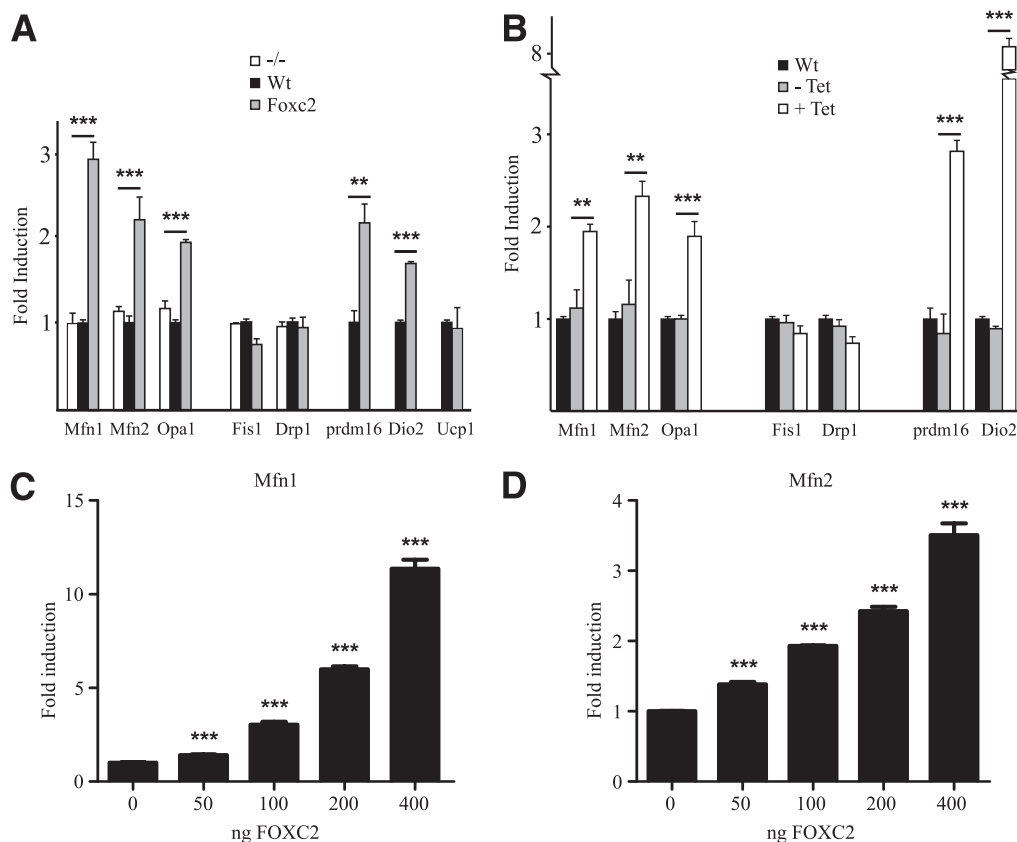 A
-/-
Wt
Foxc2
Fold Induction
3
2
1
***
***
***
**
***
Mfn1 Mfn2 Opa1 Fis1 Drp1 prdm16 Dio2 Ucp1
B
Wt
- Tet
+ Tet
Fold Induction
8
3
2
1
**
**
***
***
***
Mfn1 Mfn2 Opa1 Fis1 Drp1 prdm16 Dio2
C
Mfn1
Fold induction
15
10
5
0
***
***
***
***
0 50 100 200 400
ng FOXC2
D
Mfn2
Fold induction
4
3
2
1
0
***
***
***
***
0 50 100 200 400
ng FOXC2